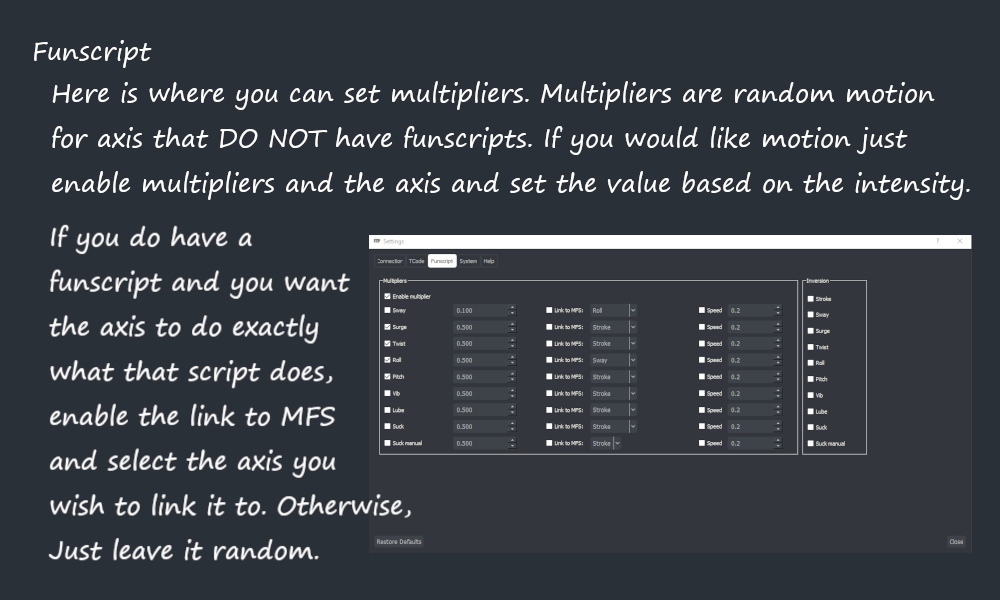 Funscript
Here is where you can set multipliers. Multipliers are random motion
for axis that DO NOT have funscripts. If you would like motion just
enable multipliers and the axis and set the value based on the intensity.
If you do have a
funscript and you want
the axis to do exactly
what that script does,
enable the link to MFS
and select the axis you
wish to link it to. Otherwise,
Just leave it random.
Settings ? ×
Connection TCode Funscript System Help
Multipliers
Enable multiplier
Sway 0.100 Link to MFS: Roll Speed 0.2
Surge 0.500 Link to MFS: Stroke Speed 0.2
Twist 0.500 Link to MFS: Stroke Speed 0.2
Roll 0.500 Link to MFS: Sway Speed 0.2
Pitch 0.500 Link to MFS: Stroke Speed 0.2
Vib 0.500 Link to MFS: Stroke Speed 0.2
Lube 0.500 Link to MFS: Stroke Speed 0.2
Suck 0.500 Link to MFS: Stroke Speed 0.2
Suck manual 0.500 Link to MFS: Stroke Speed 0.2
Inversion
Stroke
Sway
Surge
Twist
Roll
Pitch
Vib
Lube
Suck
Suck manual
Restore Defaults
Close